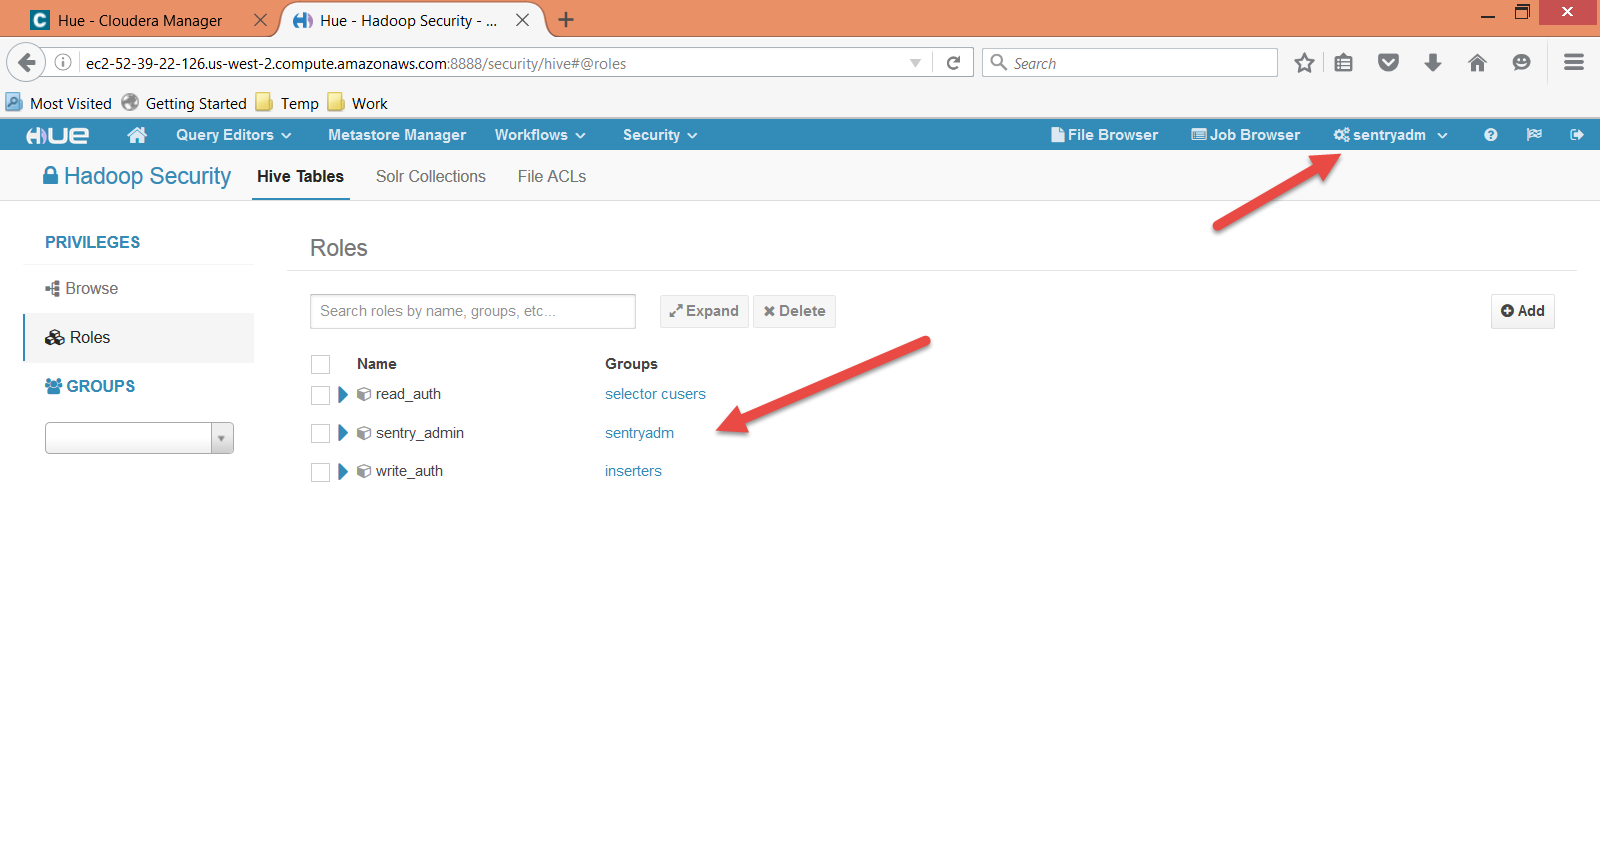 Hue - Cloudera Manager
Hue - Hadoop Security - ...
ec2-52-39-22-126.us-west-2.compute.amazonaws.com:8888/security/hive#@roles
Search
Most Visited Getting Started Temp Work
HUE Query Editors Metastore Manager Workflows Security File Browser Job Browser sentryadm
Hadoop Security Hive Tables Solr Collections File ACLs
PRIVILEGES
Browse
Roles
GROUPS
Roles
Search roles by name, groups, etc... Expand Delete Add
Name Groups
read_auth selector cusers
sentry_admin sentryadm
write_auth inserters